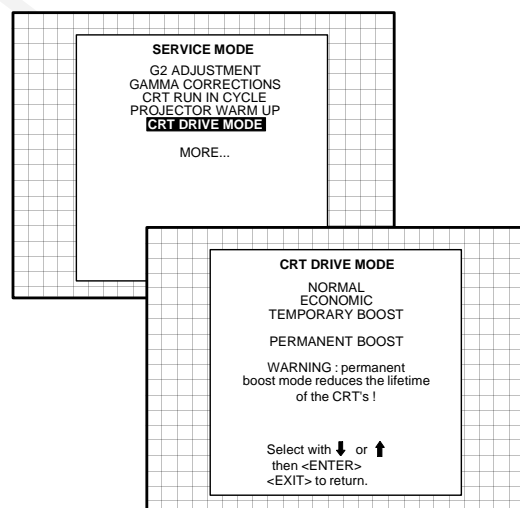 SERVICE MODE
G2 ADJUSTMENT
GAMMA CORRECTIONS
CRT RUN IN CYCLE
PROJECTOR WARM UP
CRT DRIVE MODE
MORE...
CRT DRIVE MODE
NORMAL
ECONOMIC
TEMPORARY BOOST
PERMANENT BOOST
WARNING : permanent
boost mode reduces the lifetime
of the CRT's !
Select with ⬇ or ⬆
then <ENTER>
<EXIT> to return.